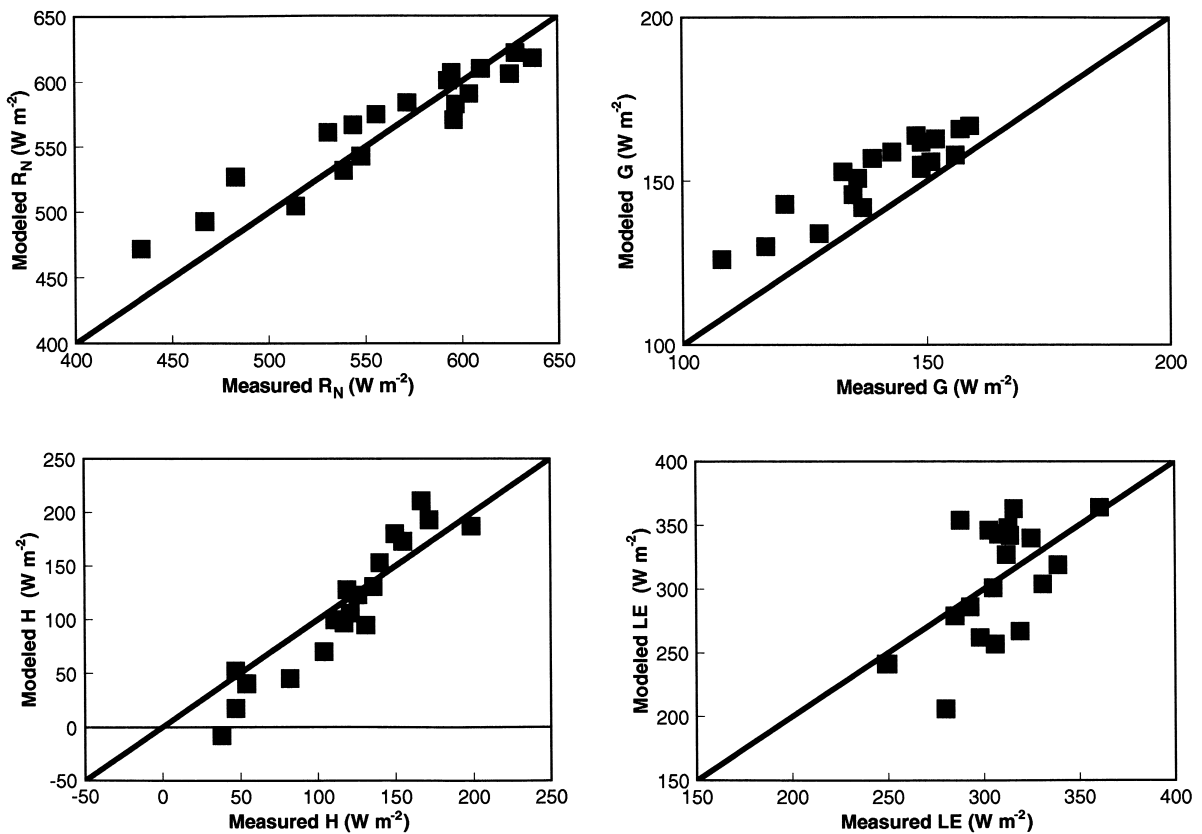 650
600
550
500
450
400
Modeled R_N (W m⁻²)
400 450 500 550 600 650
Measured R_N (W m⁻²)
200
150
100
Modeled G (W m⁻²)
100 150 200
Measured G (W m⁻²)
250
200
150
100
50
0
-50
Modeled H (W m⁻²)
-50 0 50 100 150 200 250
Measured H (W m⁻²)
400
350
300
250
200
150
Modeled LE (W m⁻²)
150 200 250 300 350 400
Measured LE (W m⁻²)